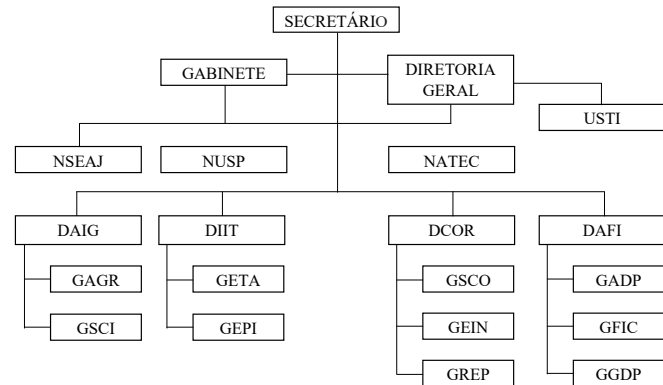 SECRETÁRIO
GABINETE
DIRETORIA
GERAL
USTI
NSEAJ
NUSP
NATEC
DAIG
DIIT
DCOR
DAFI
GAGR
GETA
GSCO
GADP
GSCI
GEPI
GEIN
GFIC
GREP
GGDP